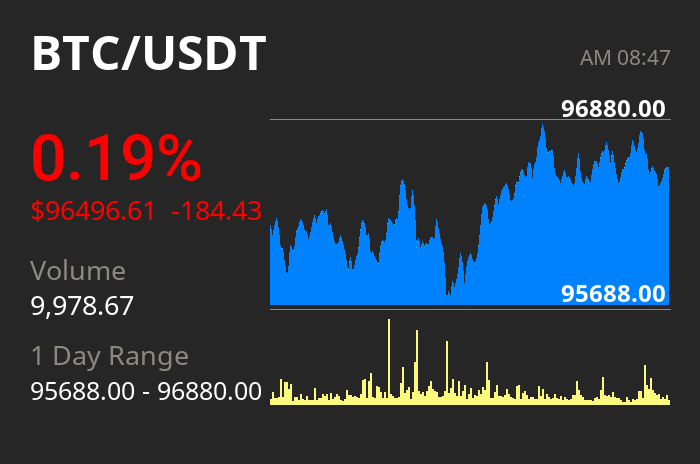 BTC/USDT
AM 08:47
96880.00
0.19%
$96496.61 -184.43
Volume
9,978.67
95688.00
1 Day Range
95688.00 - 96880.00